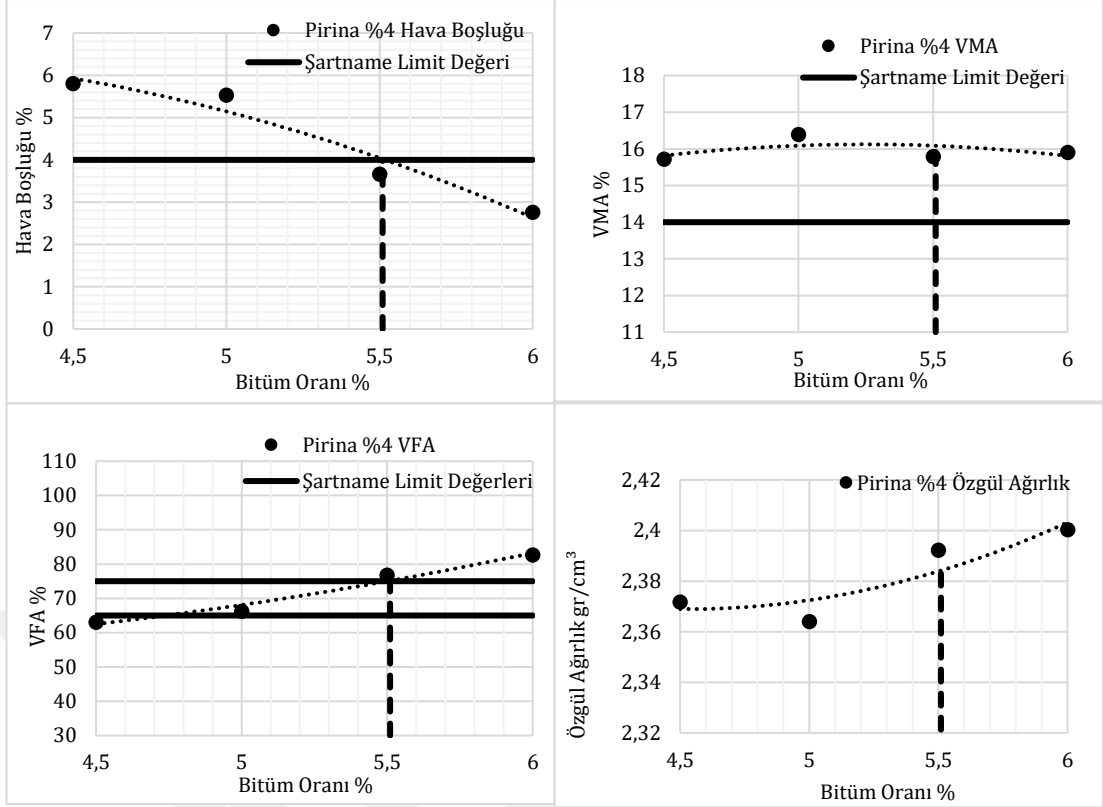 Pirina %4 Hava Boşluğu
Şartname Limit Değeri
Hava Boşluğu %
7
6
5
4
3
2
1
0
4,5 5 5,5 6
Bitüm Oranı %
Pirina %4 VMA
Şartname Limit Değeri
VMA %
18
17
16
15
14
13
12
11
4,5 5 5,5 6
Bitüm Oranı %
Pirina %4 VFA
Şartname Limit Değerleri
VFA %
110
100
90
80
70
60
50
40
30
4,5 5 5,5 6
Bitüm Oranı %
Pirina %4 Özgül Ağırlık
Özgül Ağırlık gr/cm³
2,42
2,4
2,38
2,36
2,34
2,32
4,5 5 5,5 6
Bitüm Oranı %